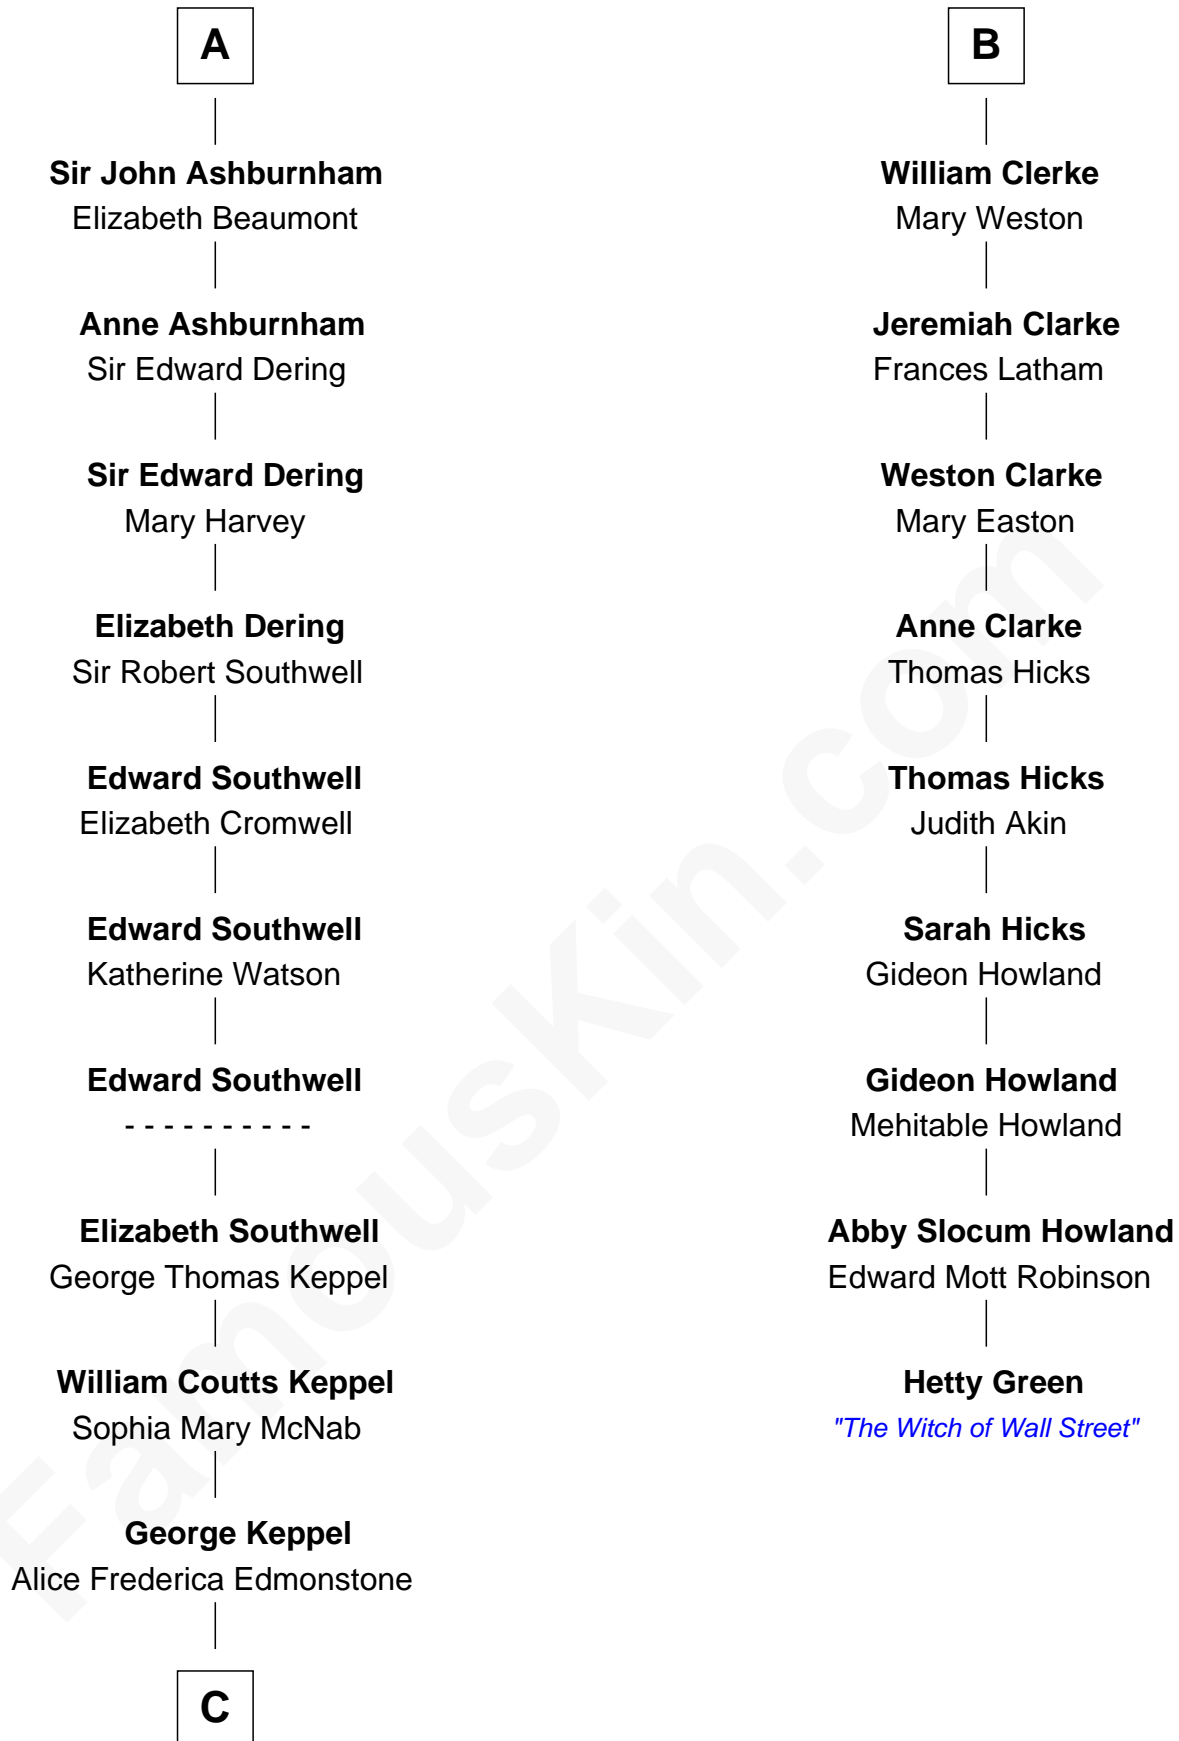 A
Sir John Ashburnham
Elizabeth Beaumont
Anne Ashburnham
Sir Edward Dering
Sir Edward Dering
Mary Harvey
Elizabeth Dering
Sir Robert Southwell
Edward Southwell
Elizabeth Cromwell
Edward Southwell
Katherine Watson
Edward Southwell
- - - - - - - - - -
Elizabeth Southwell
George Thomas Keppel
William Coutts Keppel
Sophia Mary McNab
George Keppel
Alice Frederica Edmonstone
C
B
William Clerke
Mary Weston
Jeremiah Clarke
Frances Latham
Weston Clarke
Mary Easton
Anne Clarke
Thomas Hicks
Thomas Hicks
Judith Akin
Sarah Hicks
Gideon Howland
Gideon Howland
Mehitable Howland
Abby Slocum Howland
Edward Mott Robinson
Hetty Green
"The Witch of Wall Street"
FamousKin.com